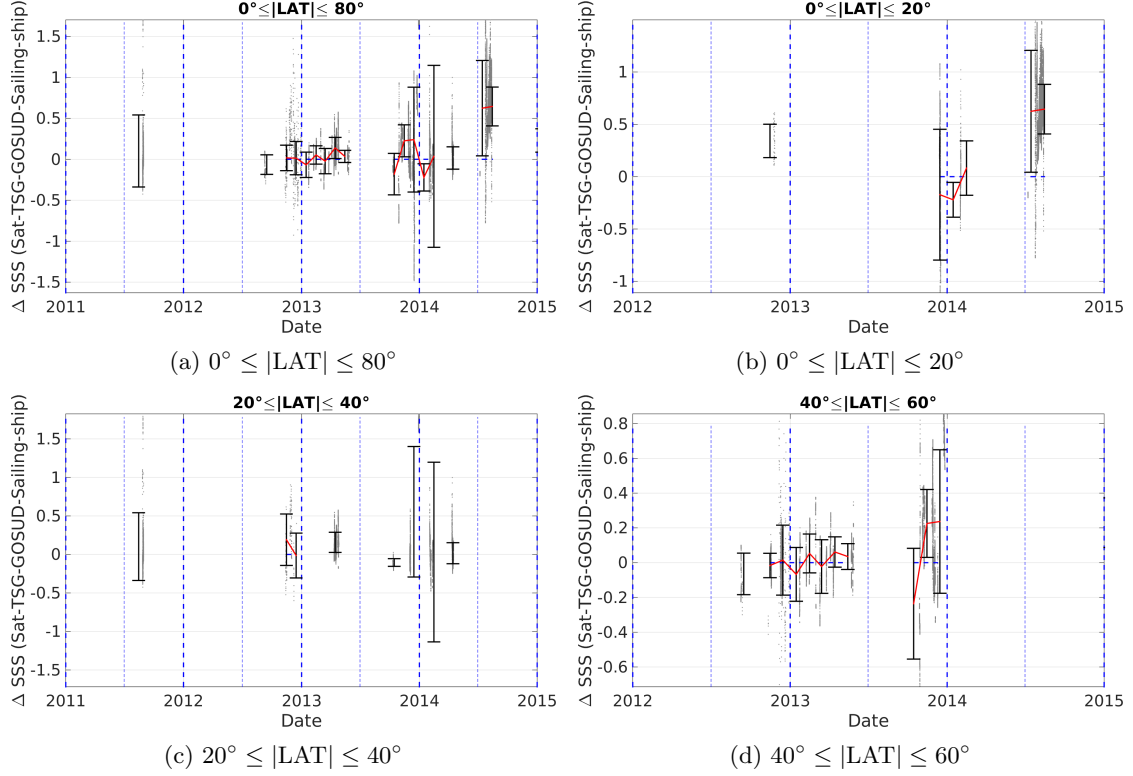 0°≤|LAT|≤ 80°
Δ SSS (Sat-TSG-GOSUD-Sailing-ship)
1.5
1
0.5
0
-0.5
-1
-1.5
2011 2012 2013 2014 2015
Date
(a) 0° ≤ |LAT| ≤ 80°
0°≤|LAT|≤ 20°
Δ SSS (Sat-TSG-GOSUD-Sailing-ship)
1
0.5
0
-0.5
-1
2012 2013 2014 2015
Date
(b) 0° ≤ |LAT| ≤ 20°
20°≤|LAT|≤ 40°
Δ SSS (Sat-TSG-GOSUD-Sailing-ship)
1.5
1
0.5
0
-0.5
-1
-1.5
2011 2012 2013 2014 2015
Date
(c) 20° ≤ |LAT| ≤ 40°
40°≤|LAT|≤ 60°
Δ SSS (Sat-TSG-GOSUD-Sailing-ship)
0.8
0.6
0.4
0.2
0
-0.2
-0.4
-0.6
2012 2013 2014 2015
Date
(d) 40° ≤ |LAT| ≤ 60°